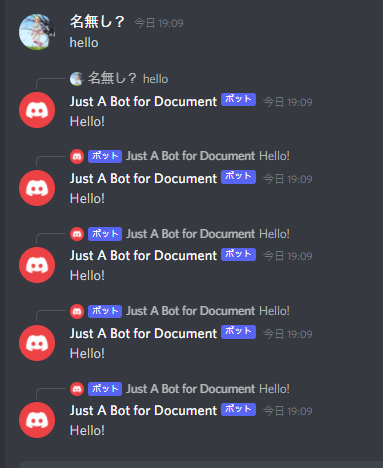 名無し？ 今日 19:09
hello
名無し？ hello
Just A Bot for Document ボット 今日 19:09
Hello!
ボット Just A Bot for Document Hello!
Just A Bot for Document ボット 今日 19:09
Hello!
ボット Just A Bot for Document Hello!
Just A Bot for Document ボット 今日 19:09
Hello!
ボット Just A Bot for Document Hello!
Just A Bot for Document ボット 今日 19:09
Hello!
ボット Just A Bot for Document Hello!
Just A Bot for Document ボット 今日 19:09
Hello!